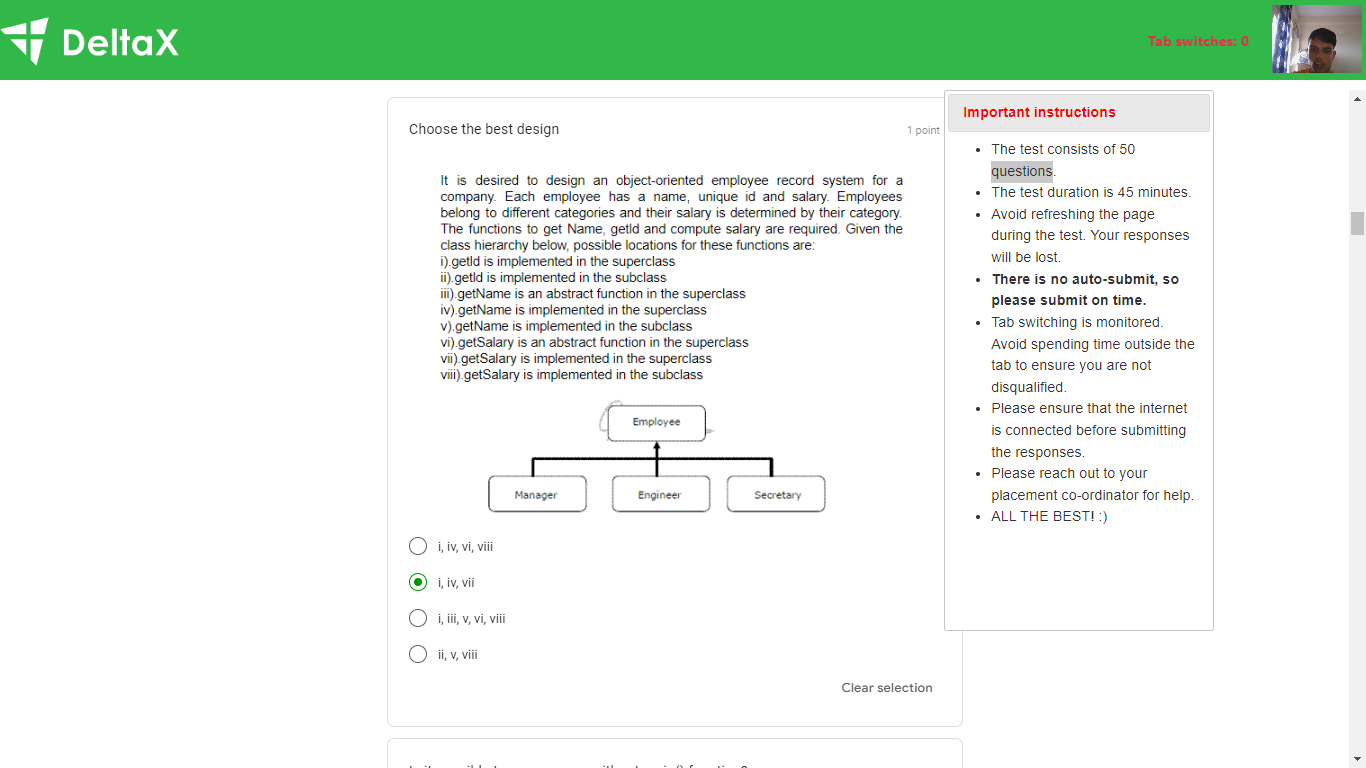 DeltaX
Tab switches: 0
Choose the best design
1 point
It is desired to design an object-oriented employee record system for a
company. Each employee has a name, unique id and salary. Employees
belong to different categories and their salary is determined by their category.
The functions to get Name, getId and compute salary are required. Given the
class hierarchy below, possible locations for these functions are:
i).getId is implemented in the superclass
ii).getId is implemented in the subclass
iii).getName is an abstract function in the superclass
iv).getName is implemented in the superclass
v).getName is implemented in the subclass
vi).getSalary is an abstract function in the superclass
vii).getSalary is implemented in the superclass
viii).getSalary is implemented in the subclass
Employee
Manager
Engineer
Secretary
i, iv, vi, viii
i, iv, vii
i, iii, v, vi, viii
ii, v, viii
Clear selection
Important instructions
The test consists of 50
questions.
The test duration is 45 minutes.
Avoid refreshing the page
during the test. Your responses
will be lost.
There is no auto-submit, so
please submit on time.
Tab switching is monitored.
Avoid spending time outside the
tab to ensure you are not
disqualified.
Please ensure that the internet
is connected before submitting
the responses.
Please reach out to your
placement co-ordinator for help.
ALL THE BEST! :)